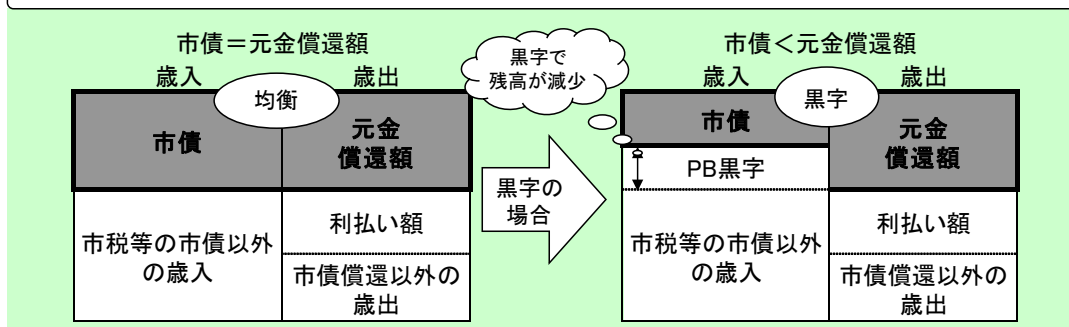 市債＝元金償還額
歳入
歳出
均衡
市債
元金
償還額
市税等の市債以外
の歳入
利払い額
市債償還以外の
歳出
黒字で
残高が減少
黒字の
場合
市債＜元金償還額
歳入
歳出
黒字
市債
元金
償還額
PB黒字
市税等の市債以外
の歳入
利払い額
市債償還以外の
歳出